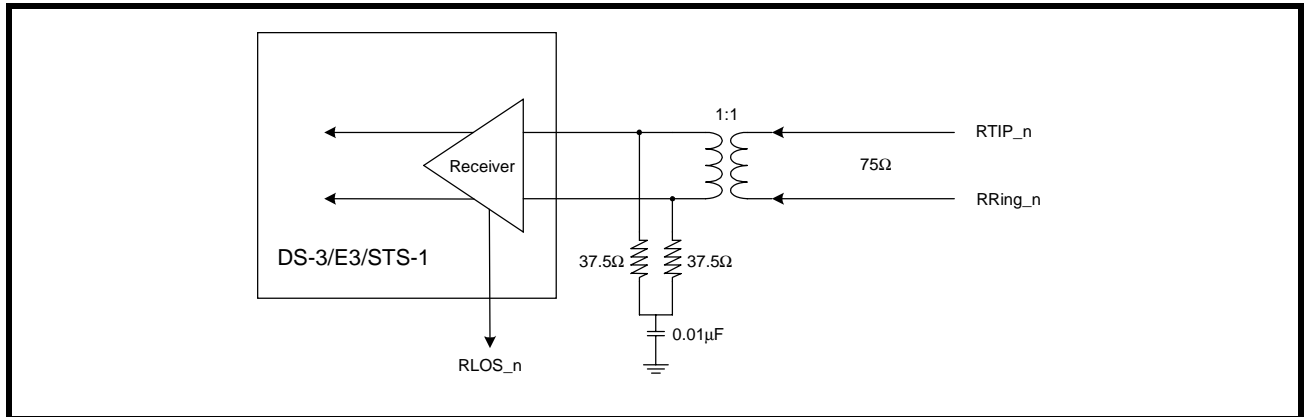 1:1
RTIP_n
Receiver
75Ω
RRing_n
DS-3/E3/STS-1
37.5Ω
37.5Ω
0.01µF
RLOS_n